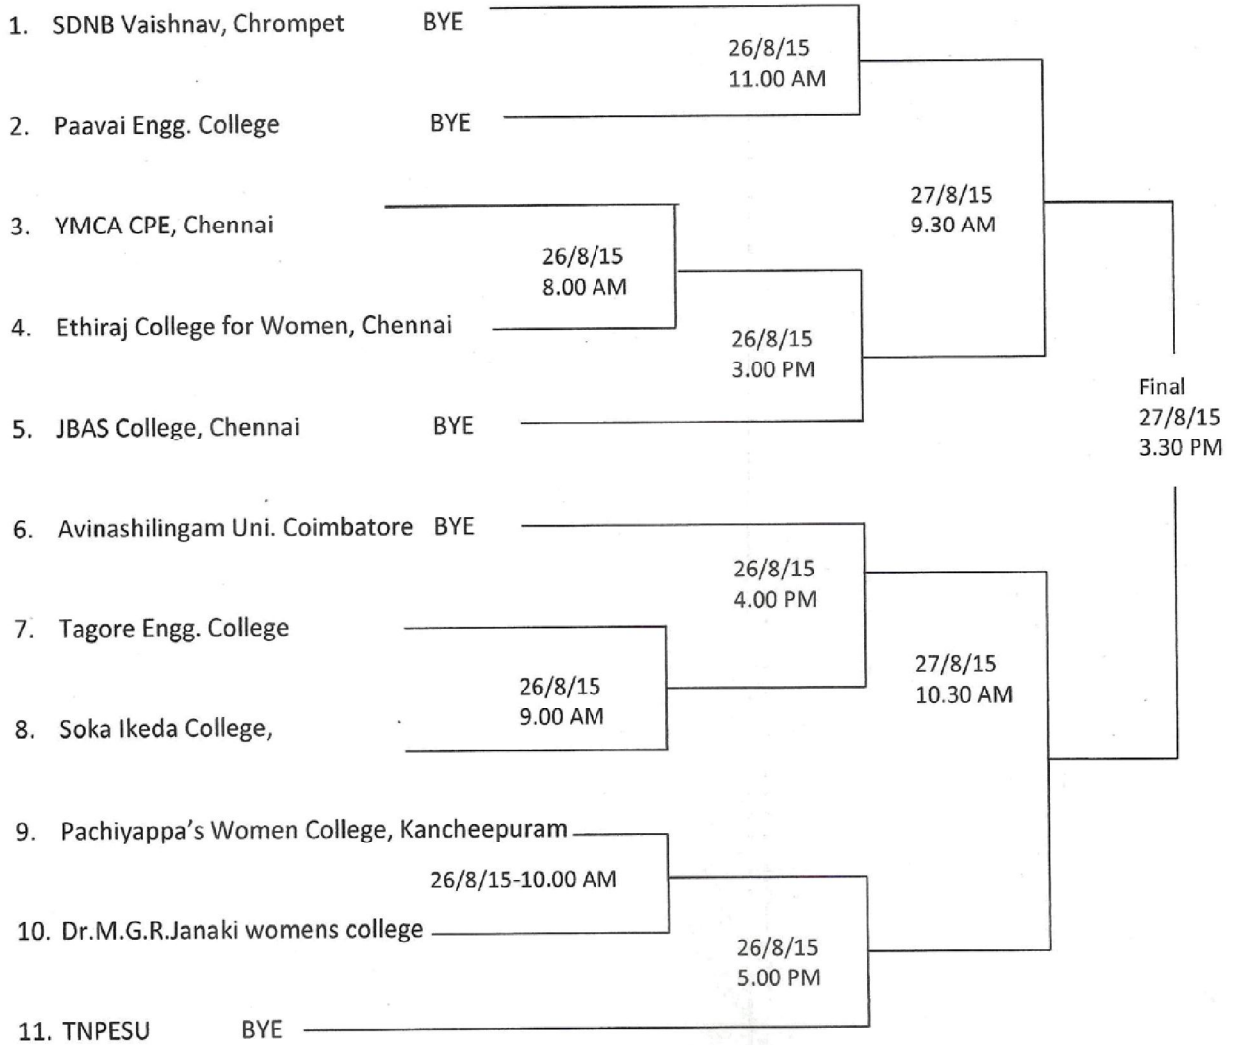 1. SDNB Vaishnav, Chrompet BYE
26/8/15
11.00 AM
2. Paavai Engg. College BYE
27/8/15
9.30 AM
3. YMCA CPE, Chennai
26/8/15
8.00 AM
4. Ethiraj College for Women, Chennai
26/8/15
3.00 PM
Final
27/8/15
3.30 PM
5. JBAS College, Chennai BYE
6. Avinashilingam Uni. Coimbatore BYE
26/8/15
4.00 PM
7. Tagore Engg. College
27/8/15
10.30 AM
26/8/15
9.00 AM
8. Soka Ikeda College,
9. Pachiyappa’s Women College, Kancheepuram
26/8/15-10.00 AM
10. Dr.M.G.R.Janaki womens college
26/8/15
5.00 PM
11. TNPESU BYE